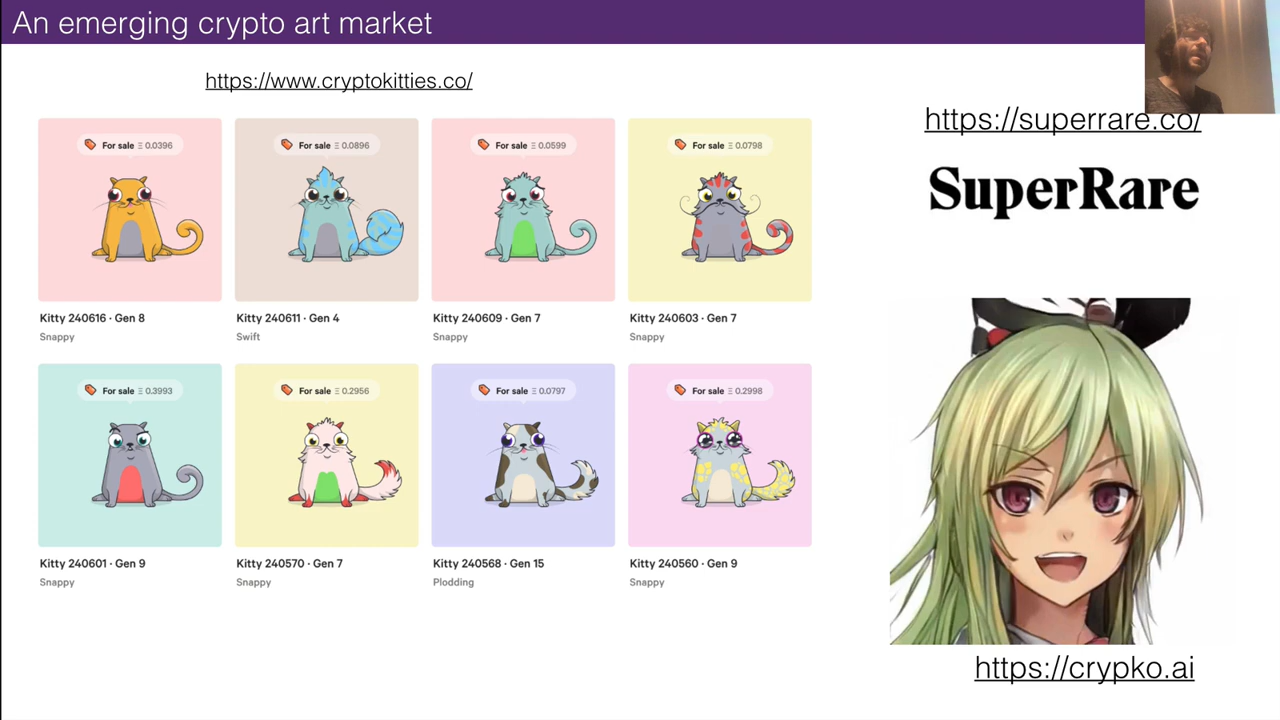 An emerging crypto art market
https://www.cryptokitties.co/
For sale Ξ 0.0396
For sale Ξ 0.0896
For sale Ξ 0.0599
For sale Ξ 0.0798
Kitty 240616 · Gen 8
Snappy
Kitty 240611 · Gen 4
Swift
Kitty 240609 · Gen 7
Snappy
Kitty 240603 · Gen 7
Snappy
For sale Ξ 0.3993
For sale Ξ 0.2956
For sale Ξ 0.0797
For sale Ξ 0.2998
Kitty 240601 · Gen 9
Snappy
Kitty 240570 · Gen 7
Snappy
Kitty 240568 · Gen 15
Plodding
Kitty 240560 · Gen 9
Snappy
https://superrare.co/
SuperRare
https://crypko.ai